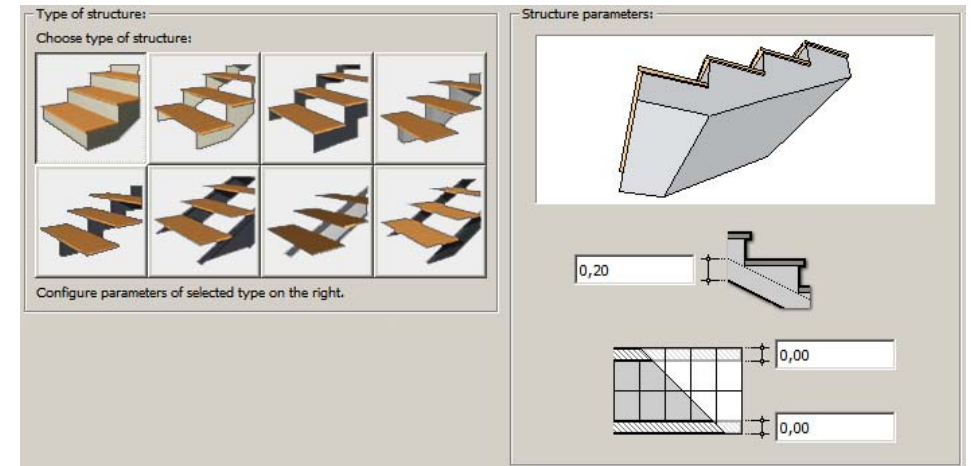 Type of structure:
Choose type of structure:
Configure parameters of selected type on the right.
Structure parameters:
0,20
0,00
0,00